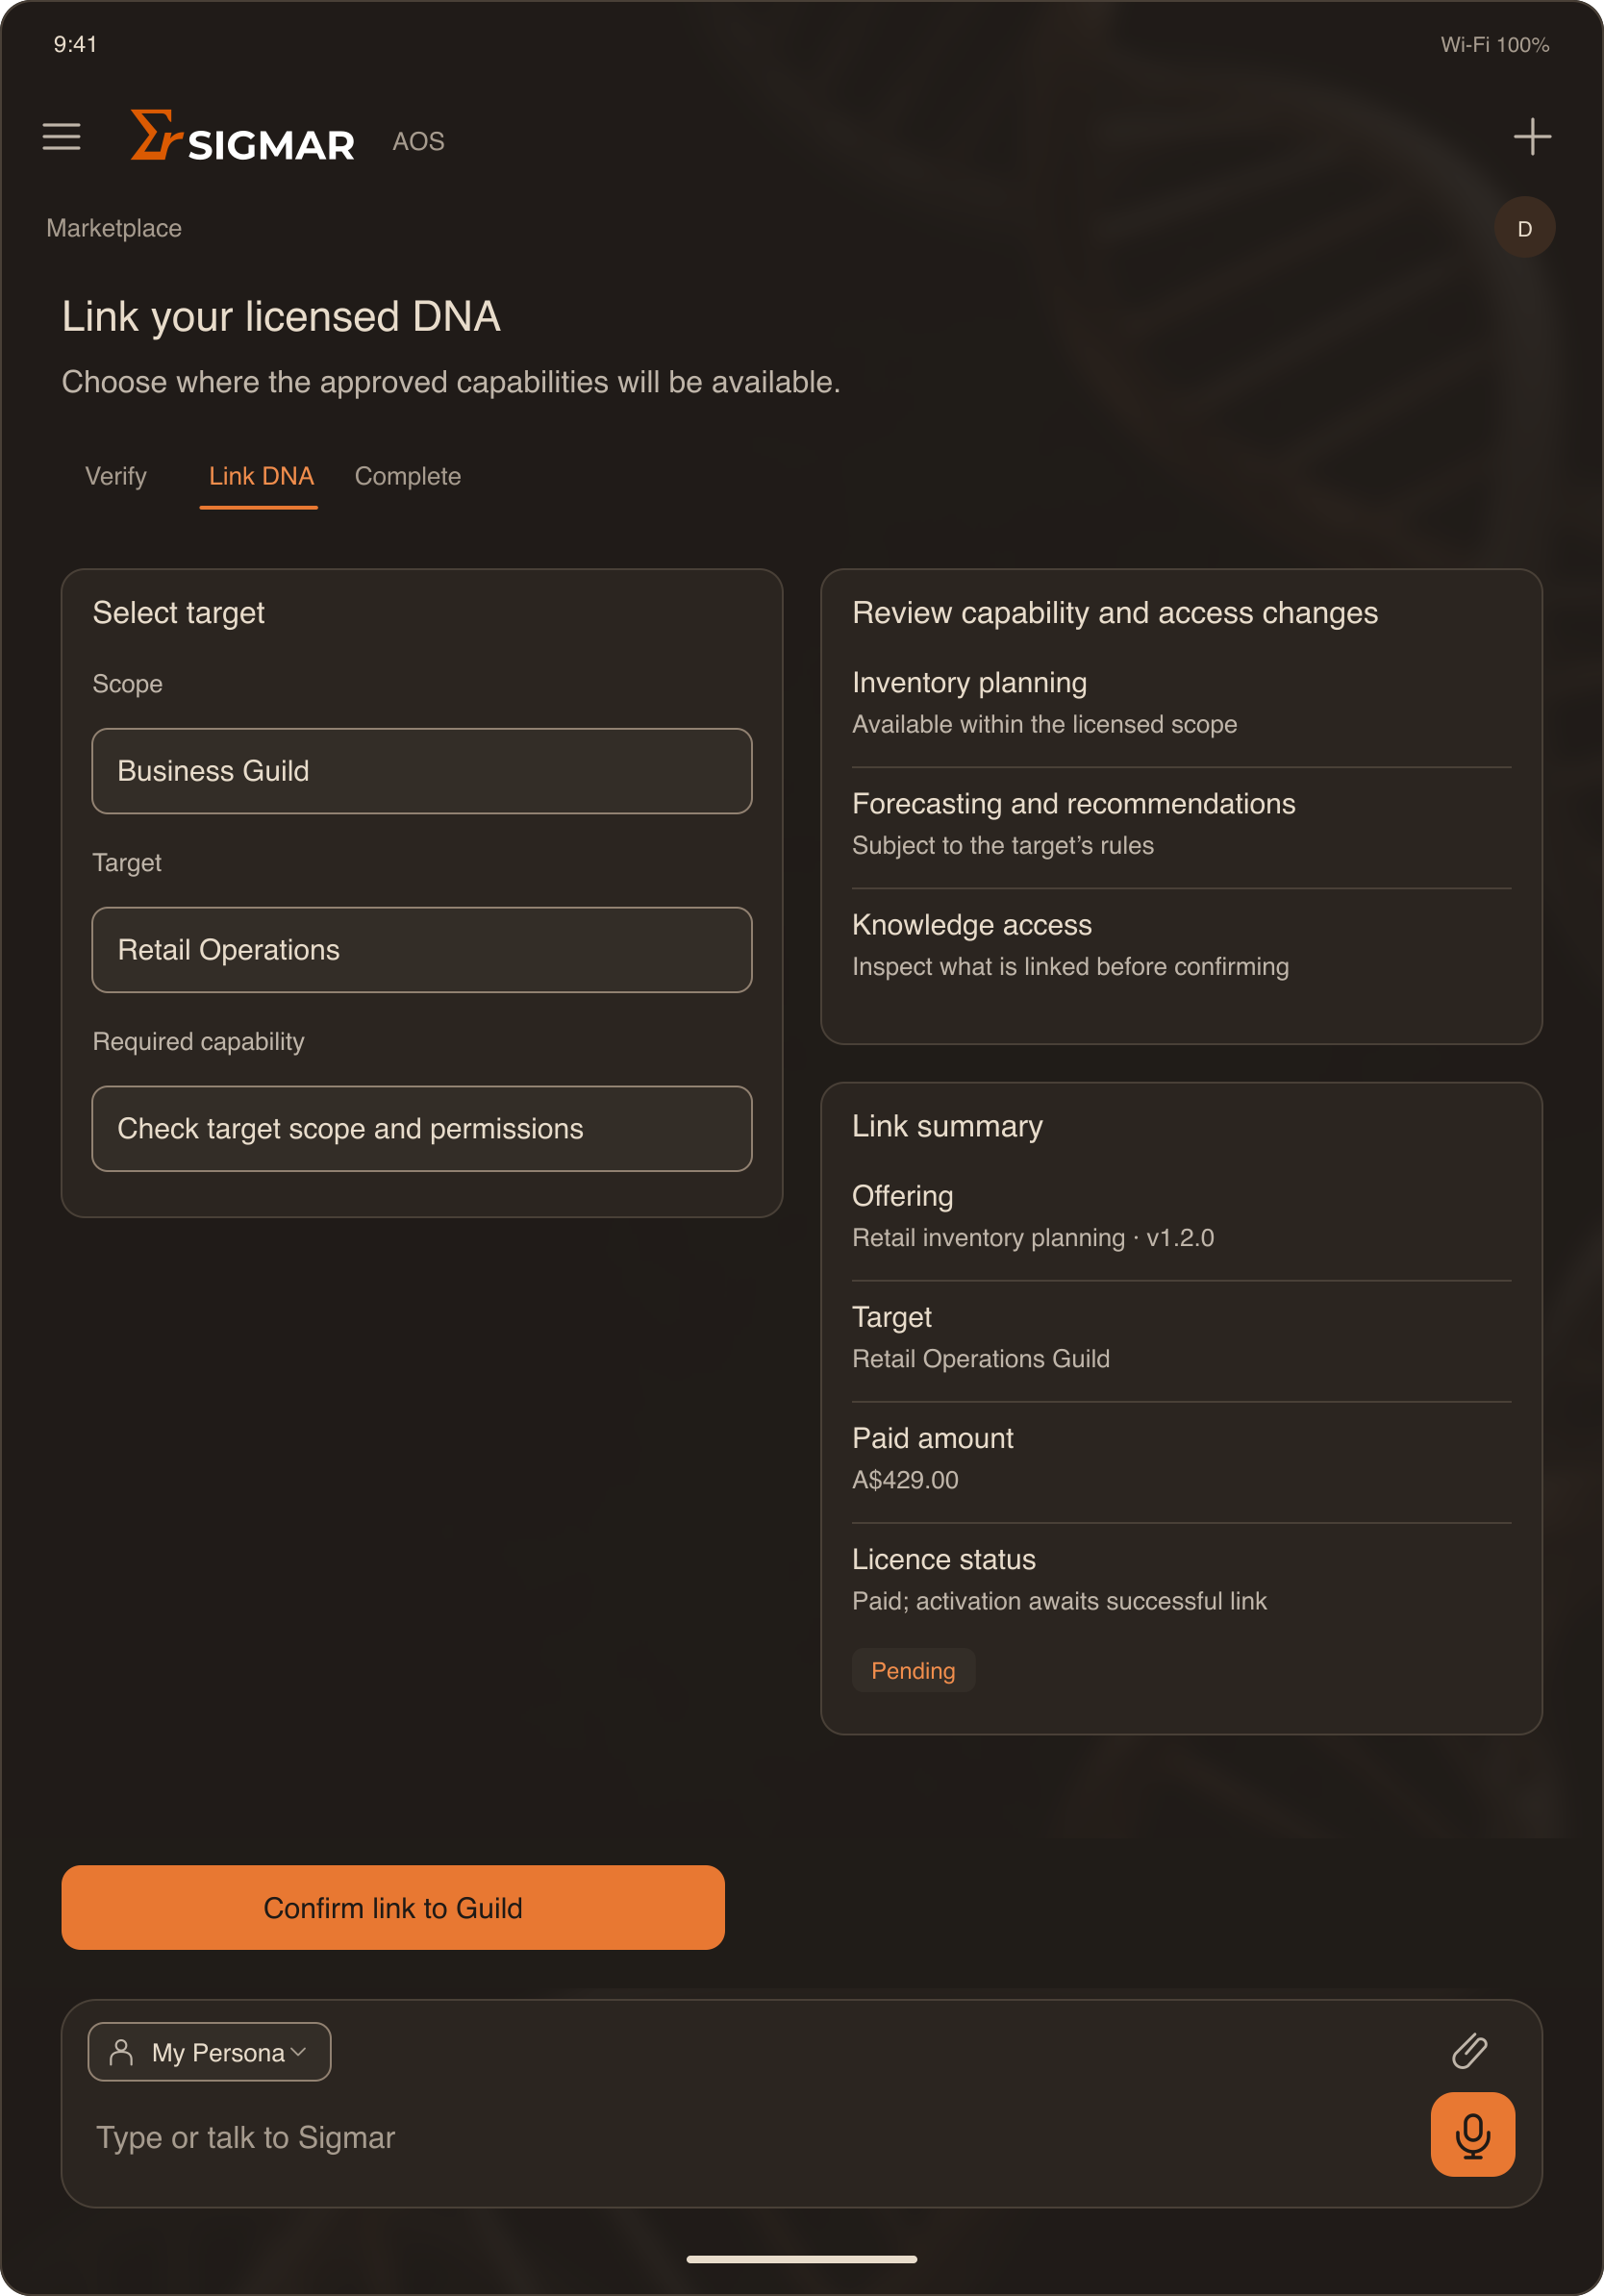 9:41
Wi-Fi 100%
Σr SIGMAR AOS
Marketplace
D
Link your licensed DNA
Choose where the approved capabilities will be available.
Verify
Link DNA
Complete
Select target
Scope
Business Guild
Target
Retail Operations
Required capability
Check target scope and permissions
Review capability and access changes
Inventory planning
Available within the licensed scope
Forecasting and recommendations
Subject to the target’s rules
Knowledge access
Inspect what is linked before confirming
Link summary
Offering
Retail inventory planning · v1.2.0
Target
Retail Operations Guild
Paid amount
A$429.00
Licence status
Paid; activation awaits successful link
Pending
Confirm link to Guild
My Persona
Type or talk to Sigmar